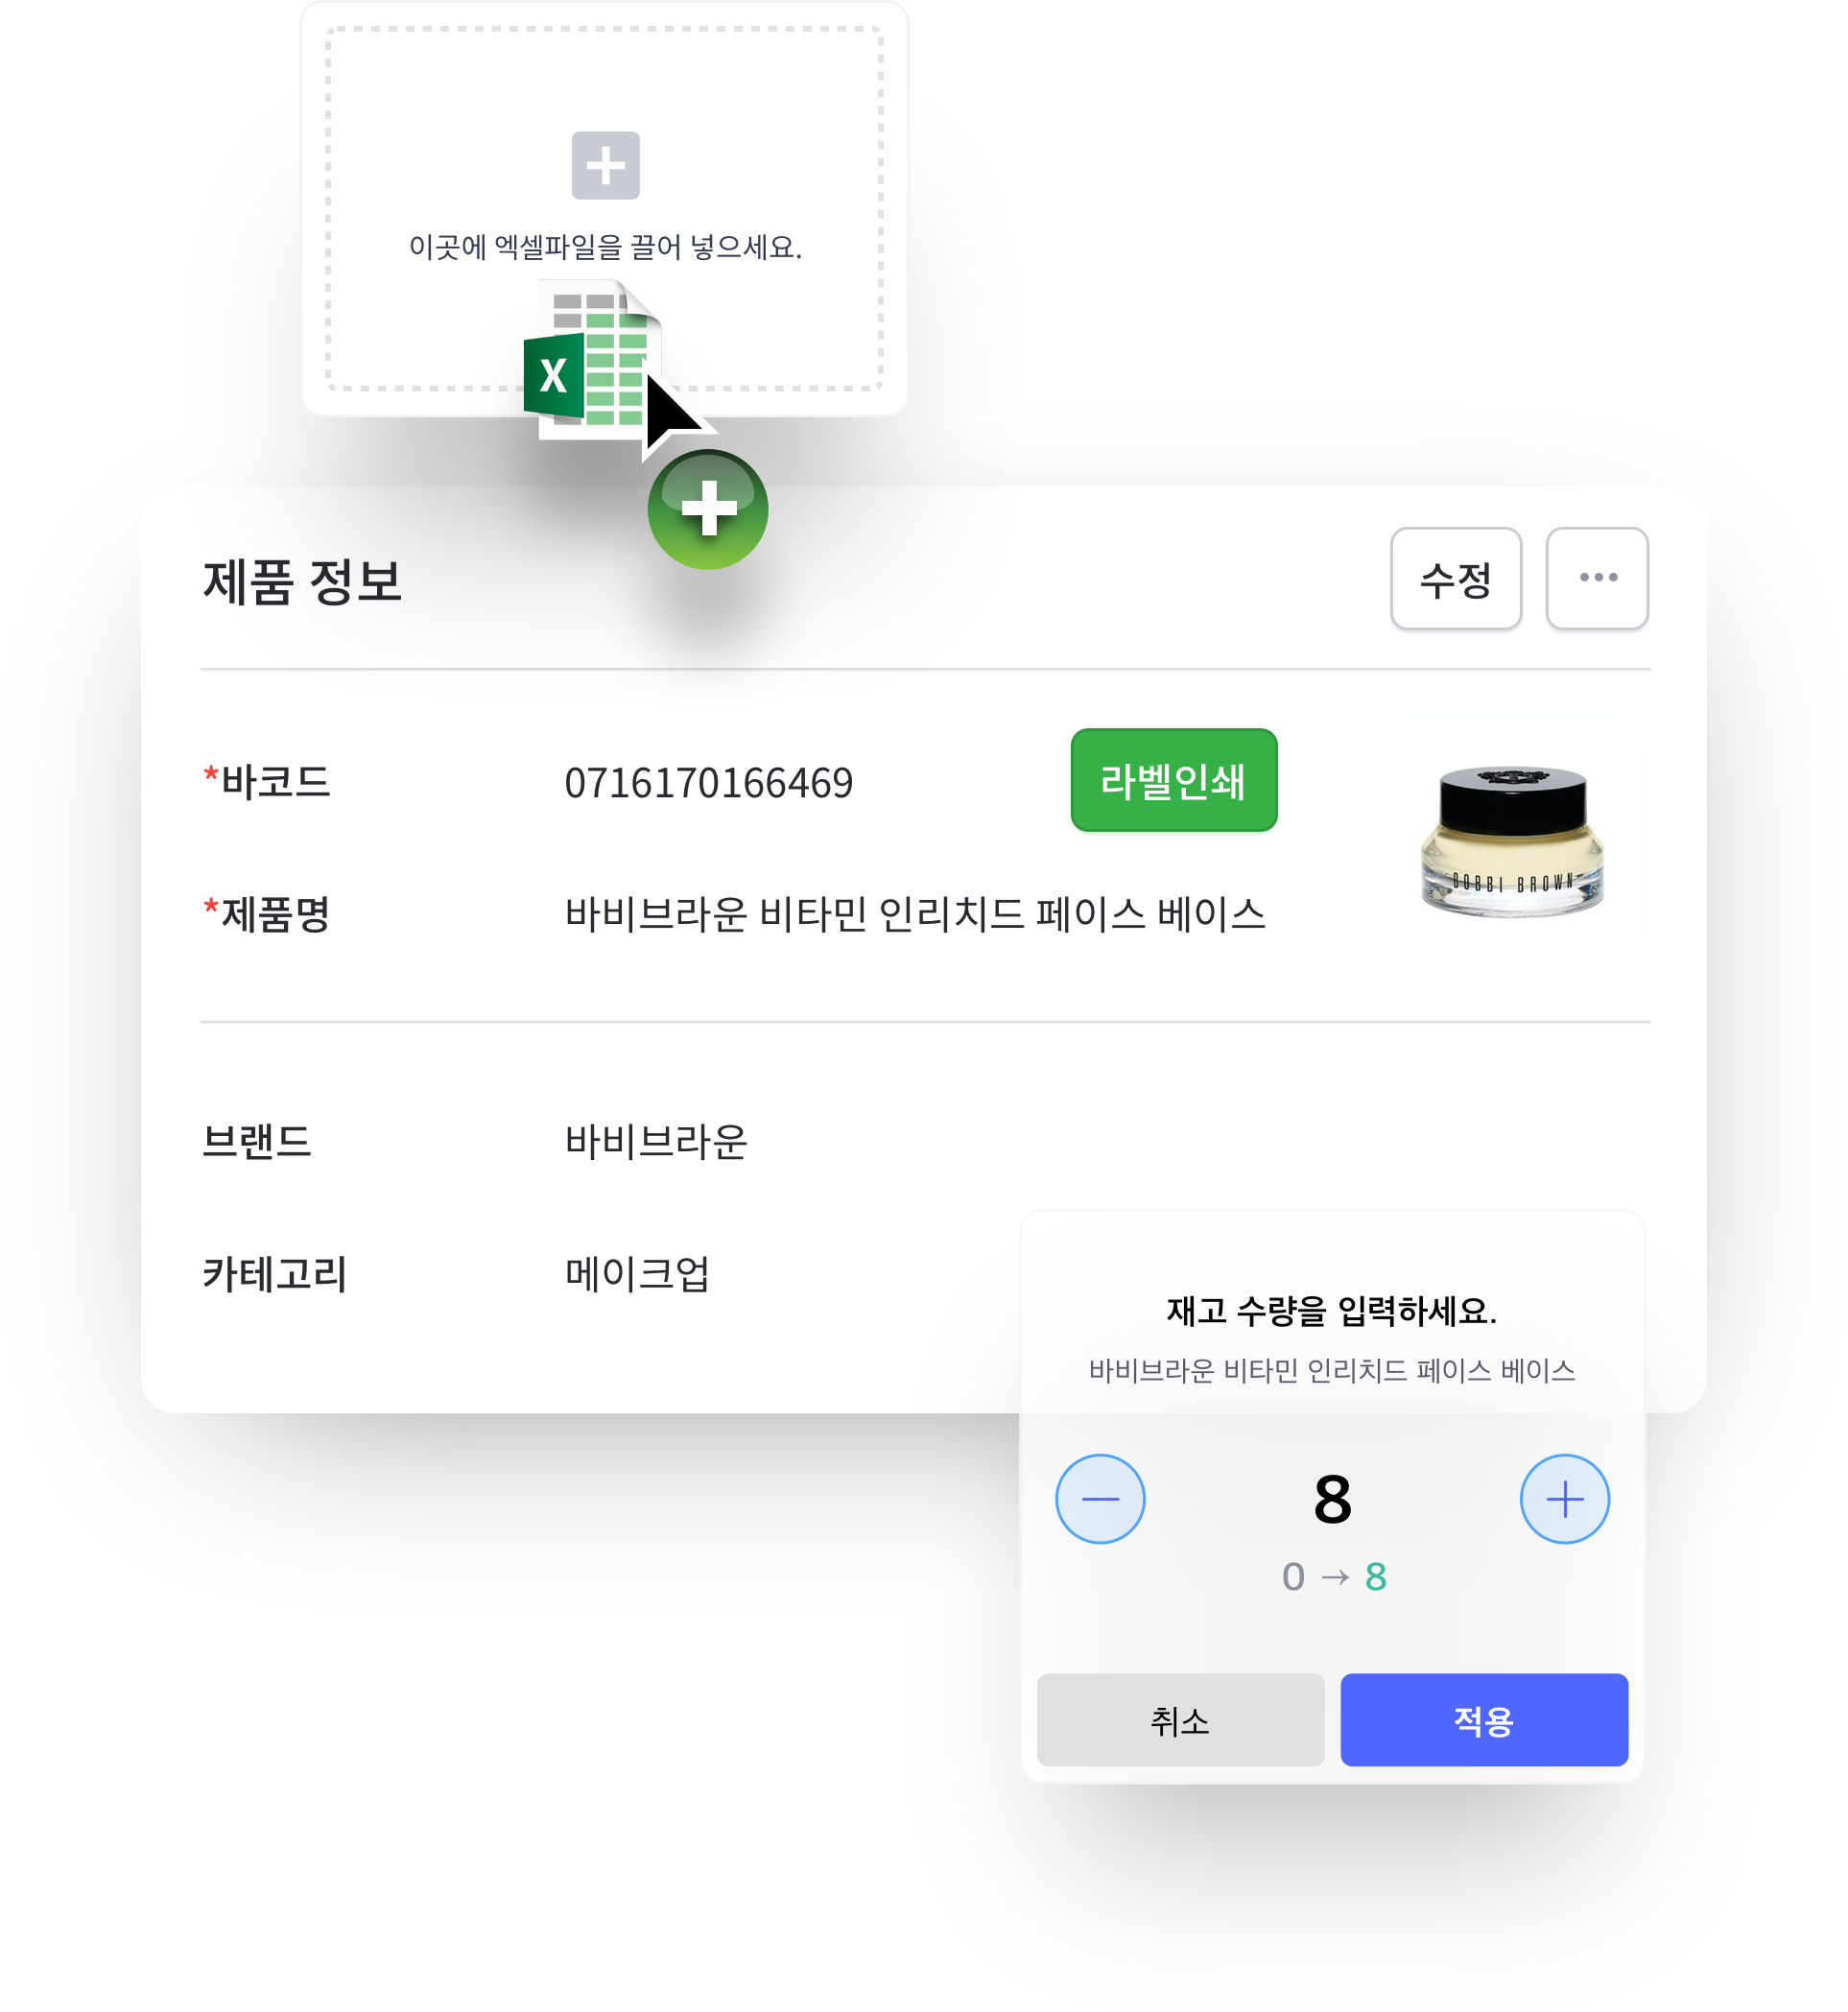 이곳에 엑셀파일을 끌어 넣으세요.
X
제품 정보
수정
*바코드
0716170166469
라벨인쇄
*제품명
바비브라운 비타민 인리치드 페이스 베이스
BOBBI BROWN
브랜드
바비브라운
카테고리
메이크업
재고 수량을 입력하세요.
바비브라운 비타민 인리치드 페이스 베이스
8
0 → 8
취소
적용